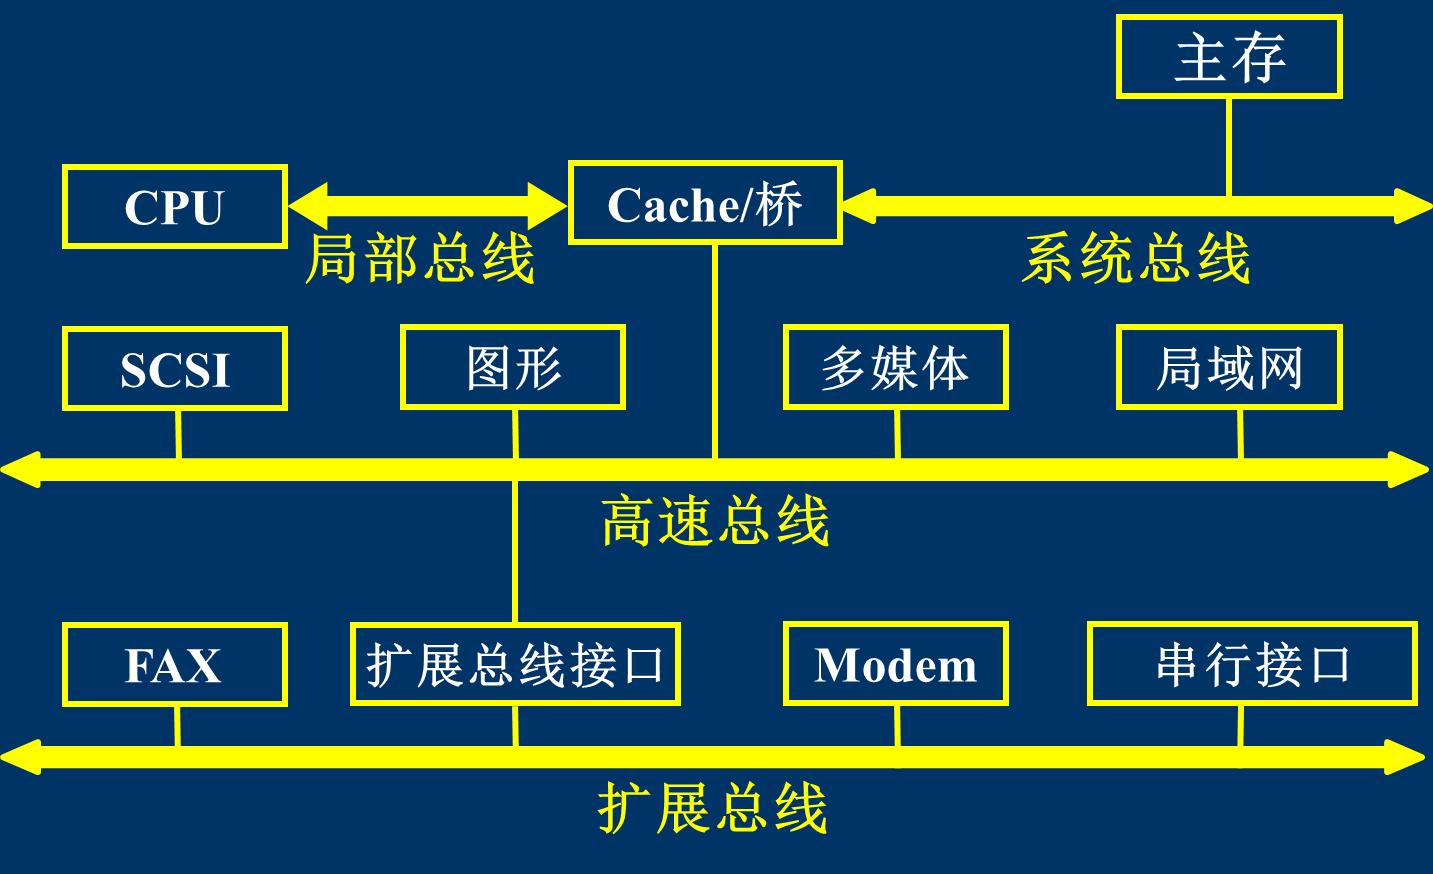 主存
CPU
Cache/桥
局部总线
系统总线
SCSI
图形
多媒体
局域网
高速总线
FAX
扩展总线接口
Modem
串行接口
扩展总线